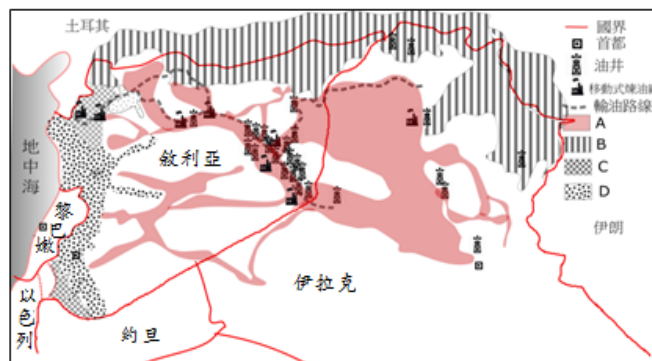 土耳其
地中海
敘利亞
黎巴嫩
以色列
約旦
伊拉克
伊朗
國界
首都
油井
移動式煉油廠
輸油路線
A
B
C
D